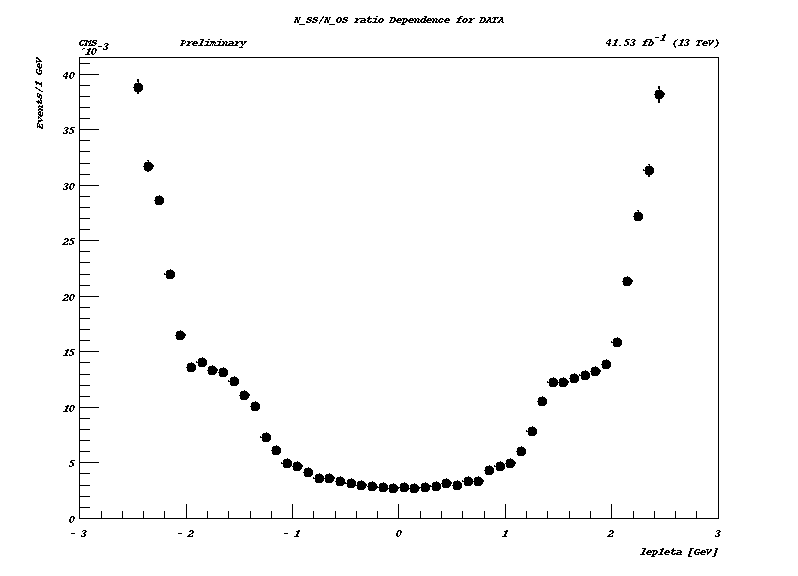 N_SS/N_OS ratio Dependence for DATA
CMS Preliminary 41.53 fb^-1 (13 TeV)
^10^-3
Events/1 GeV
40
35
30
25
20
15
10
5
0
-3 -2 -1 0 1 2 3
lepleta [GeV]